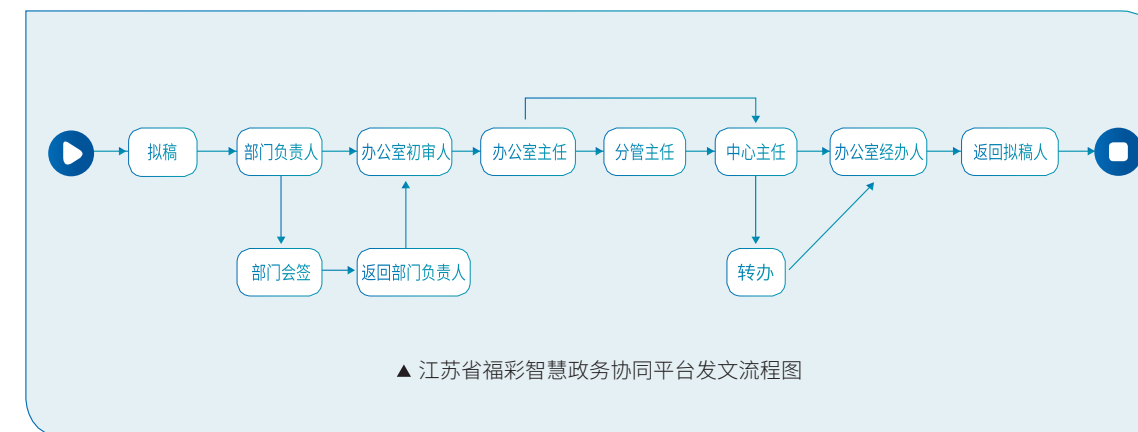 拟稿
部门负责人
办公室初审人
办公室主任
分管主任
中心主任
办公室经办人
返回拟稿人
部门会签
返回部门负责人
转办
▲ 江苏省福彩智慧政务协同平台发文流程图